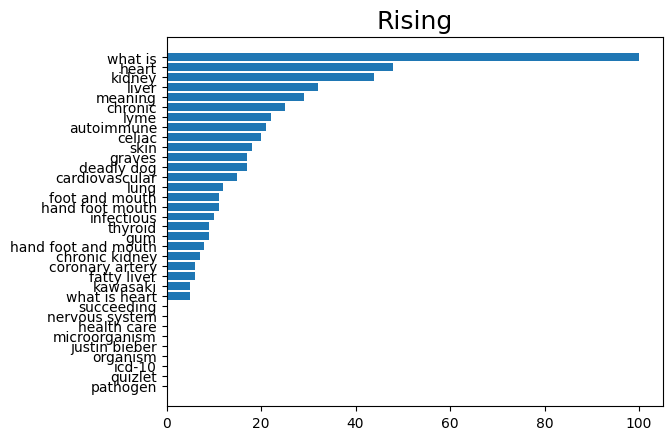 Rising
what is
heart
kidney
liver
meaning
chronic
lyme
autoimmune
celiac
skin
graves
deadly dog
cardiovascular
lung
foot and mouth
hand foot mouth
infectious
thyroid
gum
hand foot and mouth
chronic kidney
coronary artery
fatty liver
kawasaki
what is heart
succeeding
nervous system
health care
microorganism
justin bieber
organism
icd-10
quizlet
pathogen
0 20 40 60 80 100